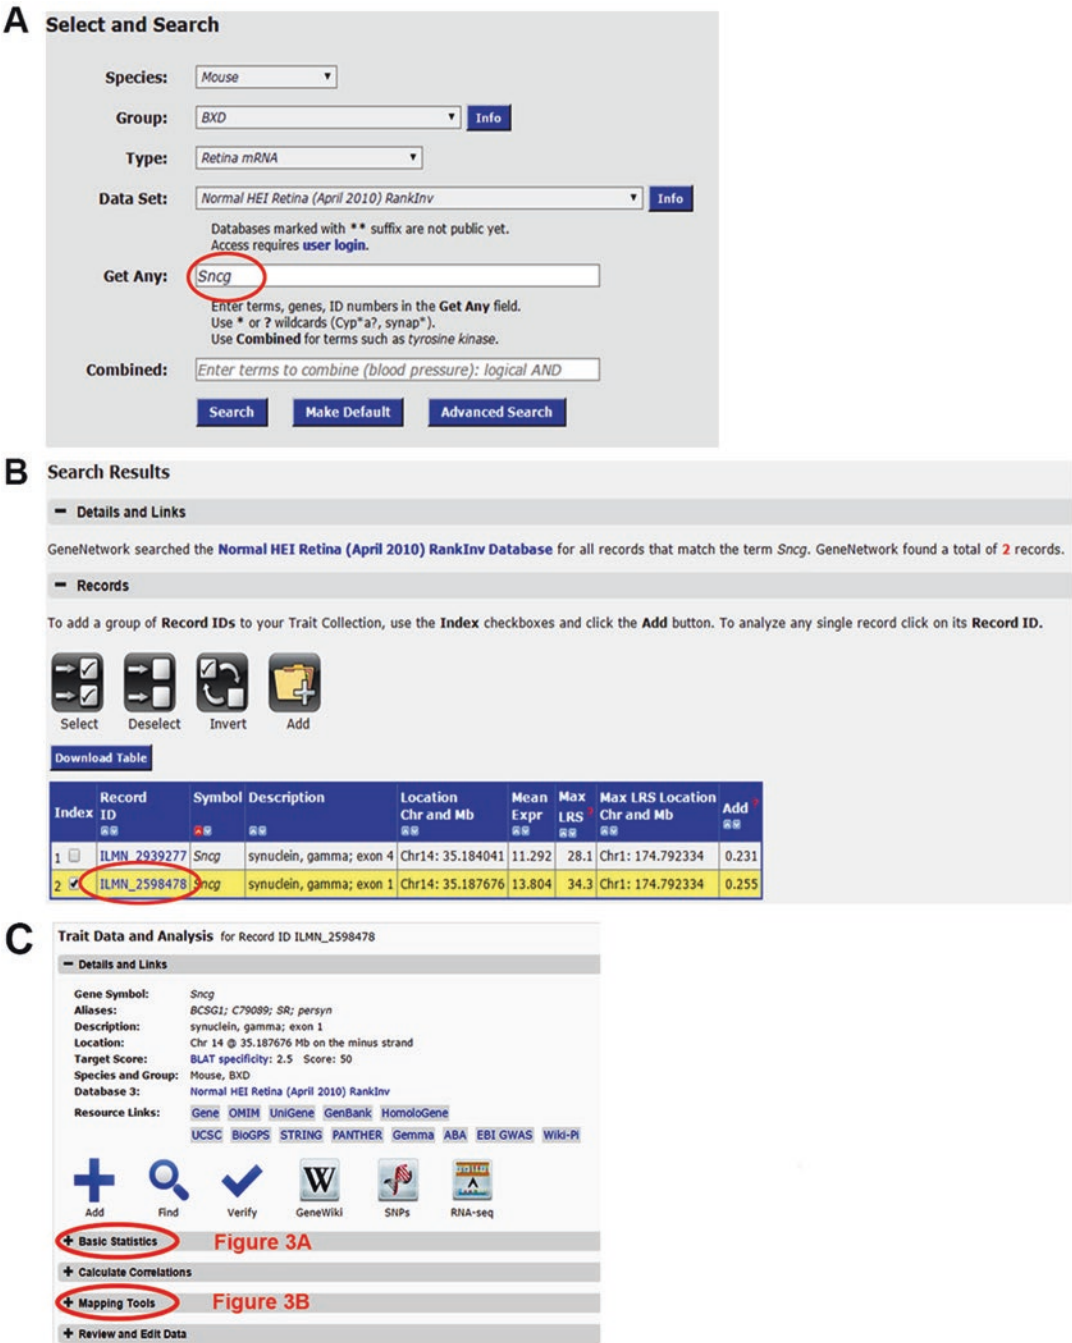 A
Select and Search
Species: Mouse
Group: BXD Info
Type: Retina mRNA
Data Set: Normal HEI Retina (April 2010) RankInv Info
Databases marked with ** suffix are not public yet.
Access requires user login.
Get Any: Sncg
Enter terms, genes, ID numbers in the Get Any field.
Use * or ? wildcards (Cyp*a?, synap*).
Use Combined for terms such as tyrosine kinase.
Combined: Enter terms to combine (blood pressure): logical AND
Search Make Default Advanced Search
B
Search Results
Details and Links
GeneNetwork searched the Normal HEI Retina (April 2010) RankInv Database for all records that match the term Sncg. GeneNetwork found a total of 2 records.
Records
To add a group of Record IDs to your Trait Collection, use the Index checkboxes and click the Add button. To analyze any single record click on its Record ID.
Select Deselect Invert Add
Download Table
Index Record ID Symbol Description Location Chr and Mb Mean Expr Max LRS ? Max LRS Location Chr and Mb Add ?
1 ILMN_2939277 Sncg synuclein, gamma; exon 4 Chr14: 35.184041 11.292 28.1 Chr1: 174.792334 0.231
2 ILMN_2598478 Sncg synuclein, gamma; exon 1 Chr14: 35.187676 13.804 34.3 Chr1: 174.792334 0.255
C
Trait Data and Analysis for Record ID ILMN_2598478
Details and Links
Gene Symbol: Sncg
Aliases: BCSG1; C79089; SR; persyn
Description: synuclein, gamma; exon 1
Location: Chr 14 @ 35.187676 Mb on the minus strand
Target Score: BLAT specificity: 2.5 Score: 50
Species and Group: Mouse, BXD
Database 3: Normal HEI Retina (April 2010) RankInv
Resource Links: Gene OMIM UniGene GenBank HomoloGene
UCSC BioGPS STRING PANTHER Gemma ABA EBI GWAS Wiki-Pi
W
Add Find Verify GeneWiki SNPs RNA-seq
+ Basic Statistics Figure 3A
+ Calculate Correlations
+ Mapping Tools Figure 3B
+ Review and Edit Data